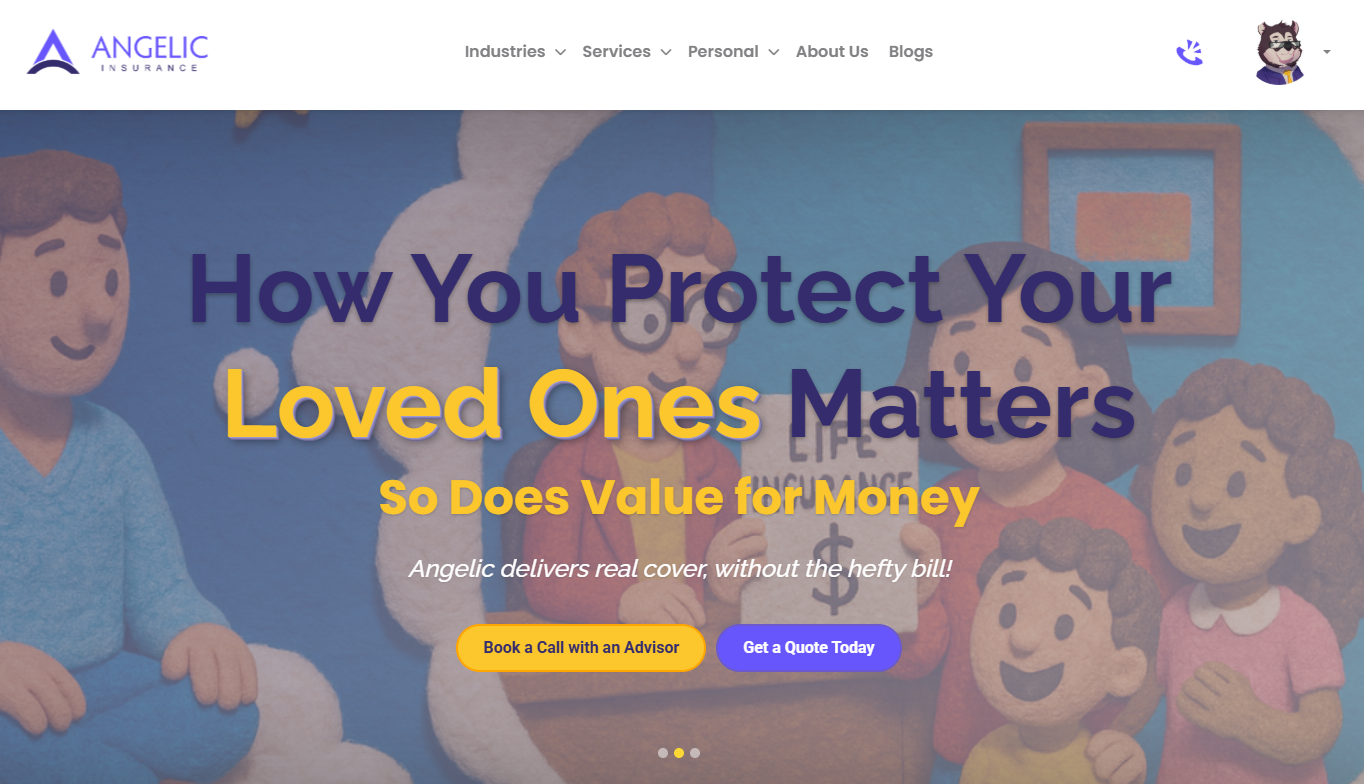 ANGELIC
INSURANCE
Industries Services Personal About Us Blogs
How You Protect Your
Loved Ones Matters
LIFE
INSURANCE
$
So Does Value for Money
Angelic delivers real cover, without the hefty bill!
Book a Call with an Advisor Get a Quote Today